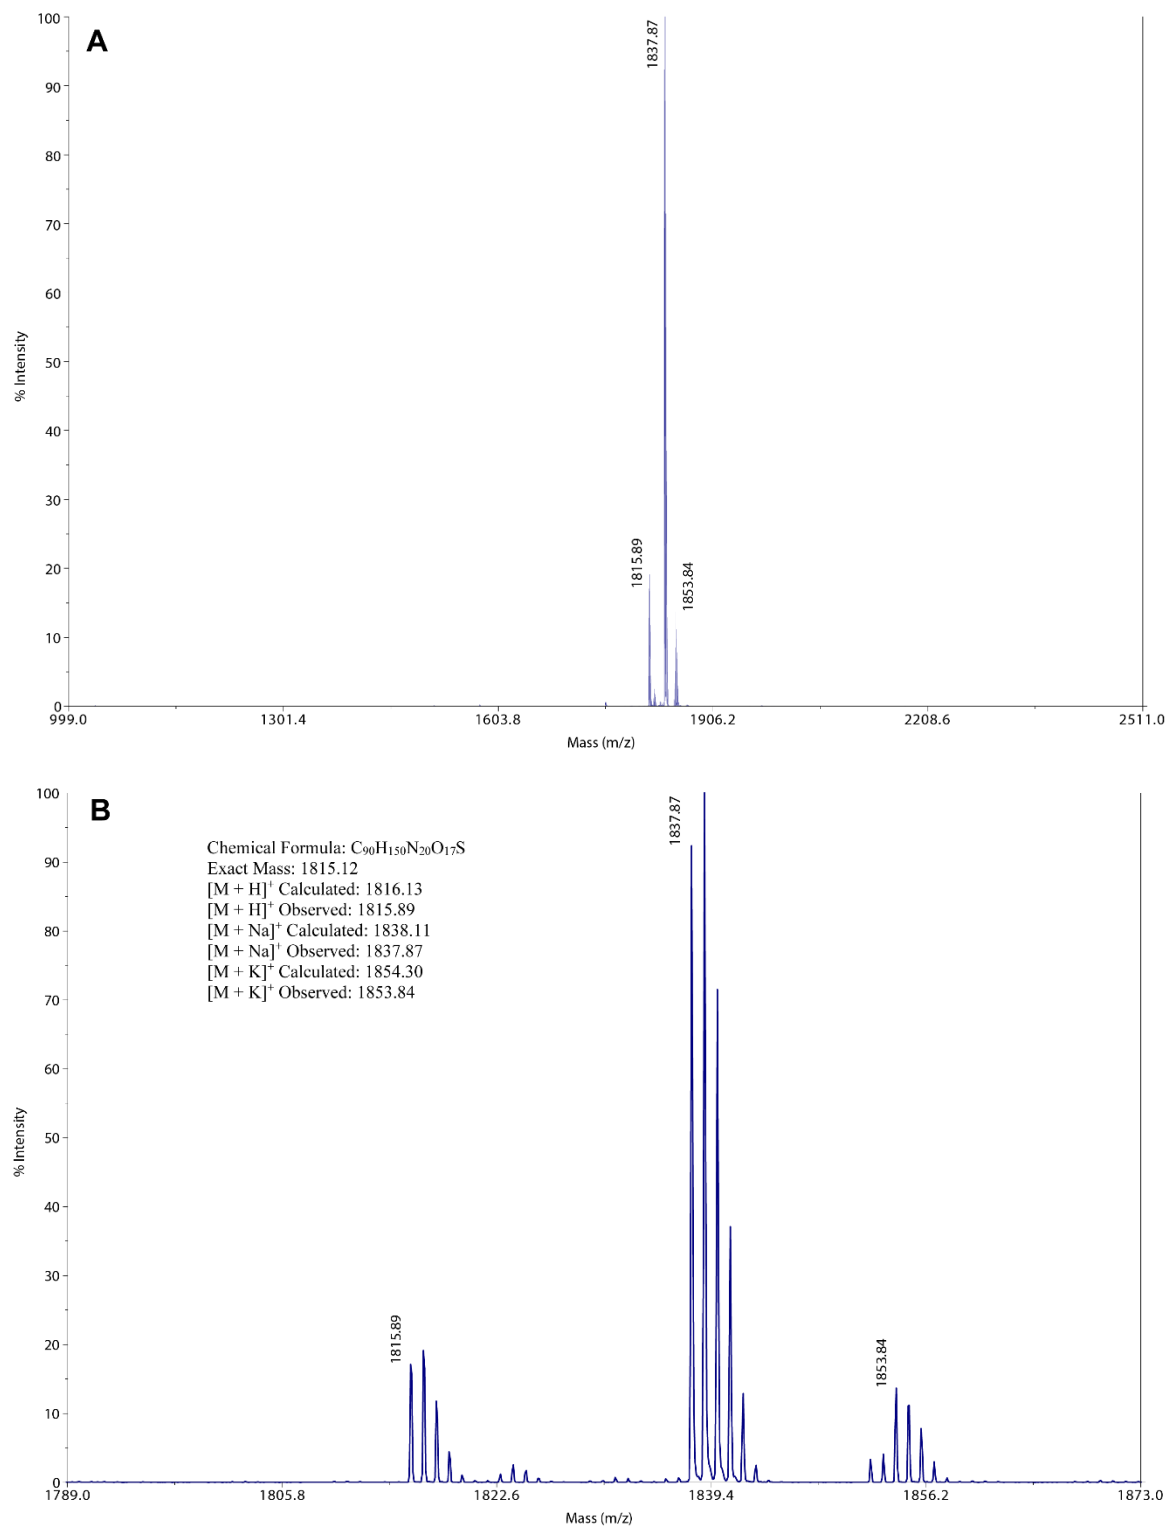 A
100
90
80
70
60
50
40
30
20
10
0
% Intensity
1815.89
1837.87
1853.84
999.0 1301.4 1603.8 1906.2 2208.6 2511.0
Mass (m/z)
B
100
90
80
70
60
50
40
30
20
10
0
% Intensity
Chemical Formula: C₉₀H₁₅₀N₂₀O₁₇S
Exact Mass: 1815.12
[M + H]⁺ Calculated: 1816.13
[M + H]⁺ Observed: 1815.89
[M + Na]⁺ Calculated: 1838.11
[M + Na]⁺ Observed: 1837.87
[M + K]⁺ Calculated: 1854.30
[M + K]⁺ Observed: 1853.84
1815.89
1837.87
1853.84
1789.0 1805.8 1822.6 1839.4 1856.2 1873.0
Mass (m/z)